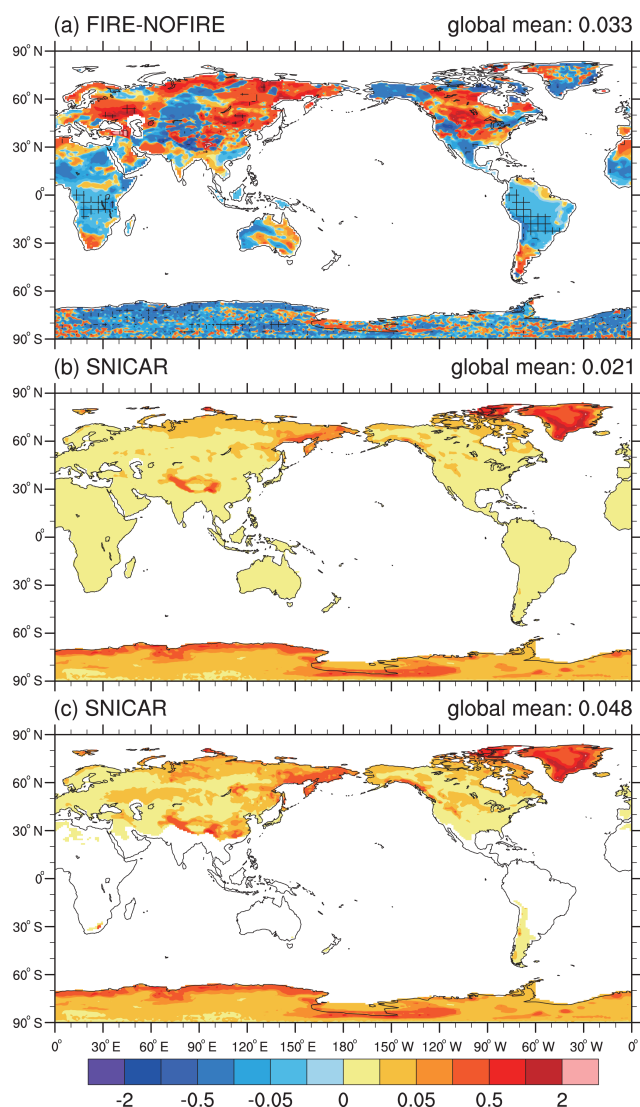 (a) FIRE-NOFIRE global mean: 0.033
90° N
60° N
30° N
0°
30° S
60° S
90° S
(b) SNICAR global mean: 0.021
90° N
60° N
30° N
0°
30° S
60° S
90° S
(c) SNICAR global mean: 0.048
90° N
60° N
30° N
0°
30° S
60° S
90° S
0° 30° E 60° E 90° E 120° E 150° E 180° 150° W 120° W 90° W 60° W 30° W 0°
-2 -0.5 -0.05 0 0.05 0.5 2